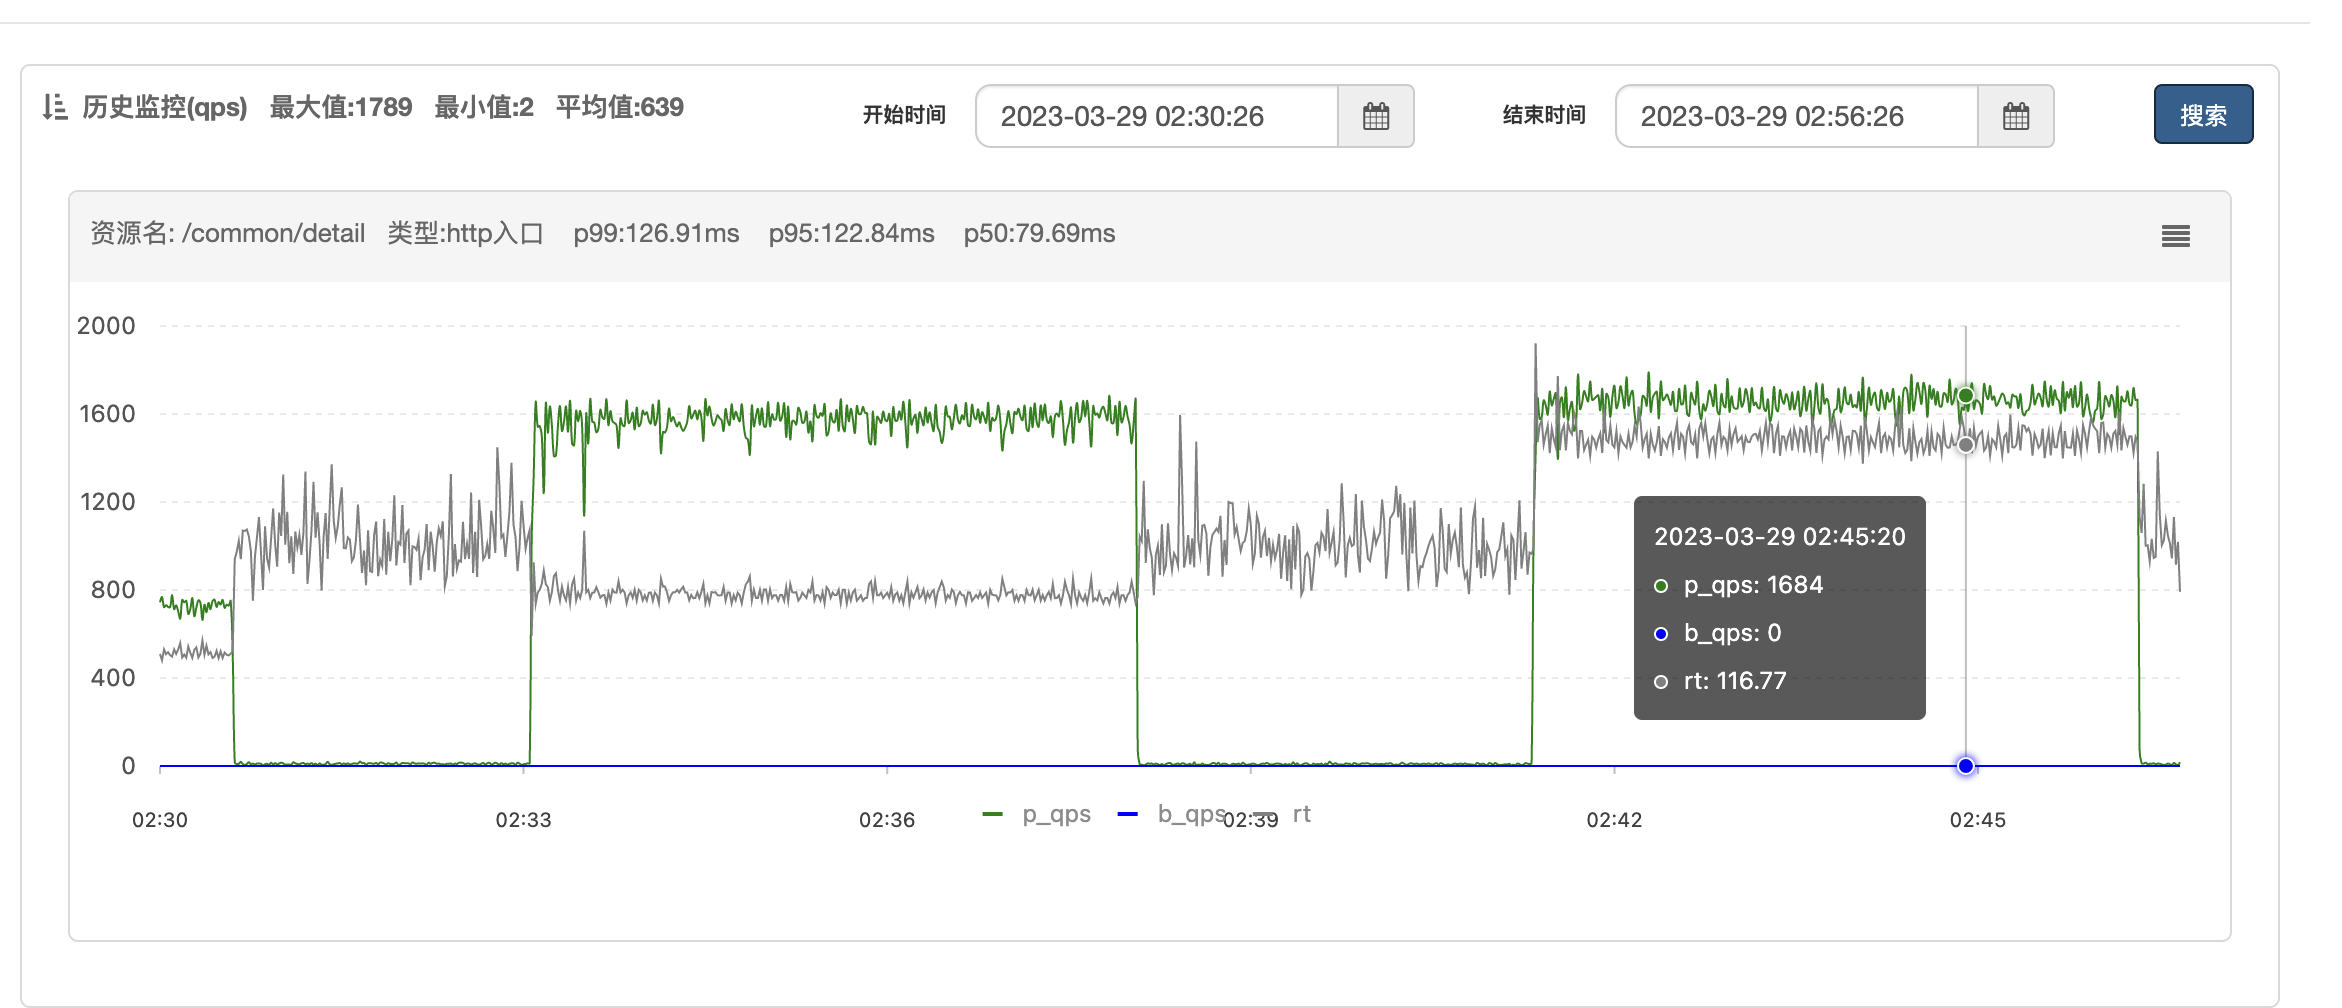 历史监控(qps) 最大值:1789 最小值:2 平均值:639 开始时间 2023-03-29 02:30:26 结束时间 2023-03-29 02:56:26 搜索
资源名: /common/detail 类型:http入口 p99:126.91ms p95:122.84ms p50:79.69ms
2000
1600
1200
800
400
0
2023-03-29 02:45:20
p_qps: 1684
b_qps: 0
rt: 116.77
02:30 02:33 02:36 02:39 02:42 02:45
p_qps b_qps rt